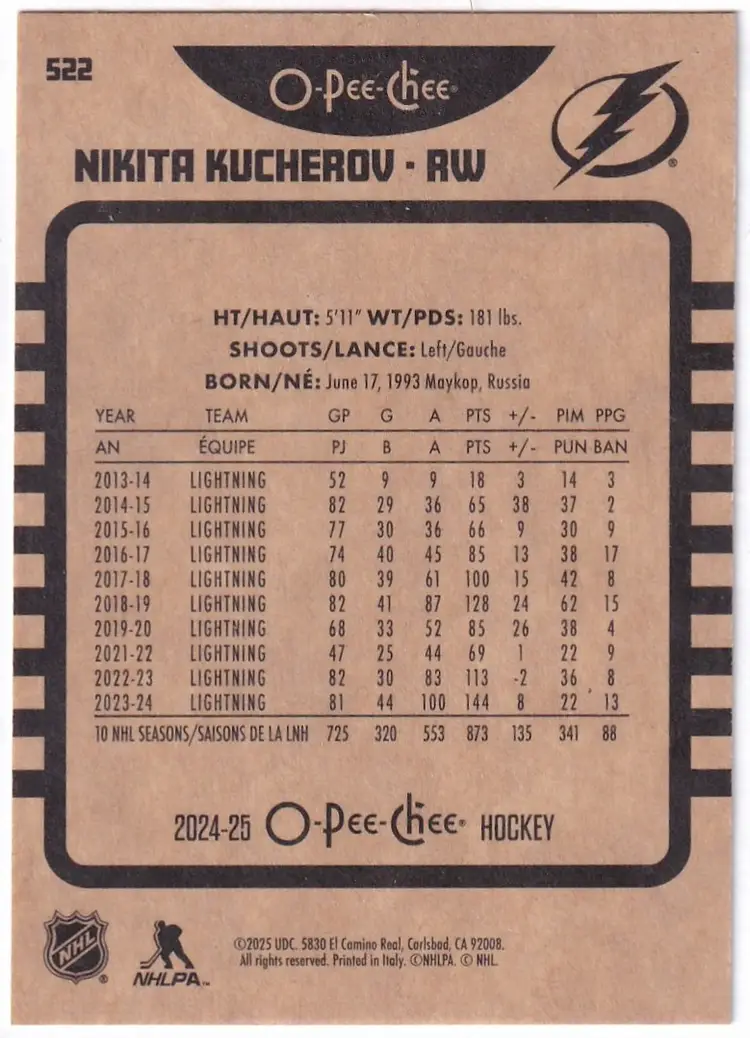 522
O-Pee-Chee®
NIKITA KUCHEROV · RW
®
HT/HAUT: 5'11" WT/PDS: 181 lbs.
SHOOTS/LANCE: Left/Gauche
BORN/NÉ: June 17, 1993 Maykop, Russia
YEAR TEAM GP G A PTS +/- PIM PPG
AN ÉQUIPE PJ B A PTS +/- PUN BAN
2013-14 LIGHTNING 52 9 9 18 3 14 3
2014-15 LIGHTNING 82 29 36 65 38 37 2
2015-16 LIGHTNING 77 30 36 66 9 30 9
2016-17 LIGHTNING 74 40 45 85 13 38 17
2017-18 LIGHTNING 80 39 61 100 15 42 8
2018-19 LIGHTNING 82 41 87 128 24 62 15
2019-20 LIGHTNING 68 33 52 85 26 38 4
2021-22 LIGHTNING 47 25 44 69 1 22 9
2022-23 LIGHTNING 82 30 83 113 -2 36 8
2023-24 LIGHTNING 81 44 100 144 8 22 13
10 NHL SEASONS/SAISONS DE LA LNH 725 320 553 873 135 341 88
2024-25 O-Pee-Chee® HOCKEY
NHL®
NHLPA™
©2025 UDC. 5830 El Camino Real, Carlsbad, CA 92008.
All rights reserved. Printed in Italy. ©NHLPA. © NHL.